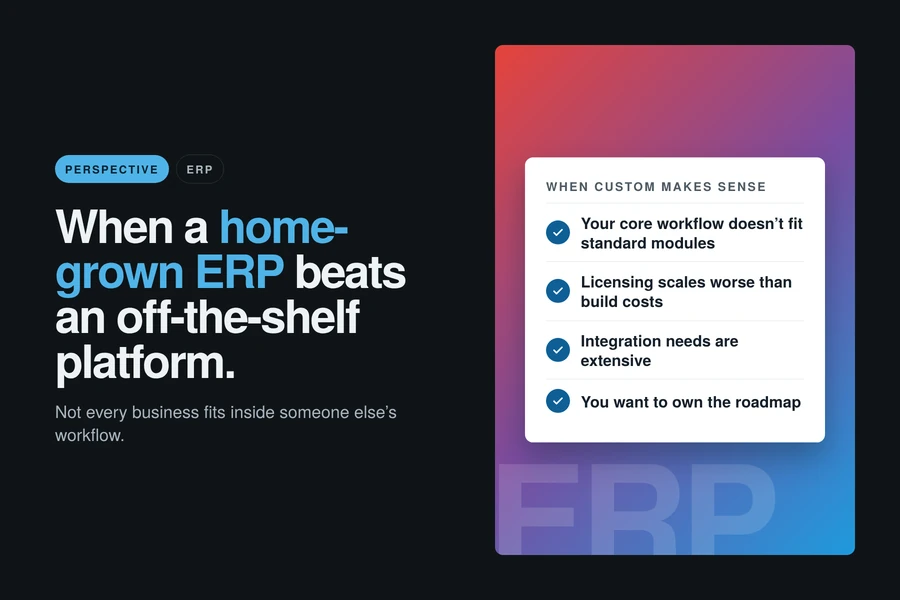 PERSPECTIVE
ERP
When a home-
grown ERP beats
an off-the-shelf
platform.
Not every business fits inside someone else’s
workflow.
WHEN CUSTOM MAKES SENSE
Your core workflow doesn’t fit
standard modules
Licensing scales worse than
build costs
Integration needs are
extensive
You want to own the roadmap
ERP